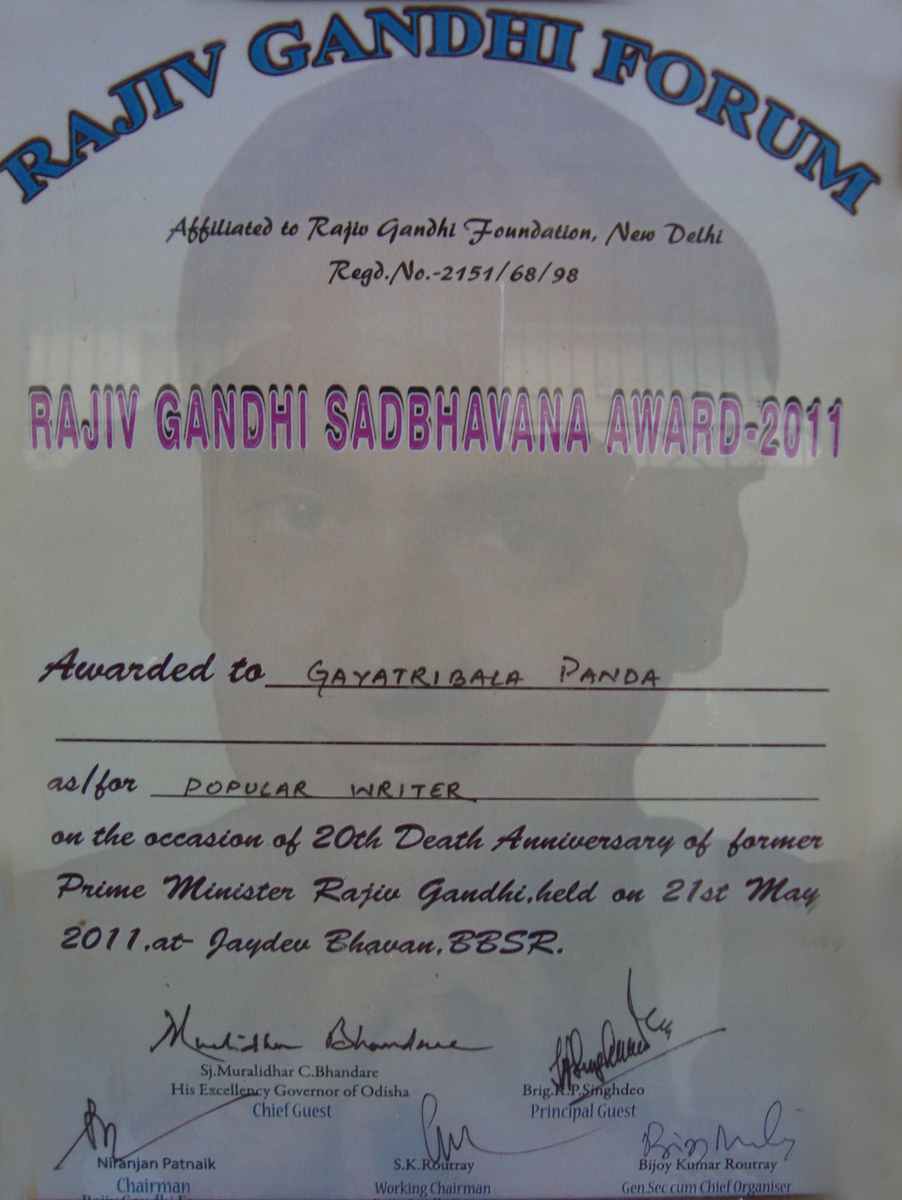 RAJIV GANDHI FORUM
Affiliated to Rajiv Gandhi Foundation, New Delhi
Regd.No.-2151/68/98
RAJIV GANDHI SADBHAVANA AWARD-2011
Awarded to GAYATRIBALA PANDA
as/for POPULAR WRITER
on the occasion of 20th Death Anniversary of former
Prime Minister Rajiv Gandhi,held on 21st May
2011,at- Jaydev Bhavan,BBSR.
Muralidhar Bhandare
Sj.Muralidhar C.Bhandare
His Excellency Governor of Odisha
Chief Guest
Brig.K.P.Singhdeo
Principal Guest
Niranjan Patnaik
Chairman
Rajiv Gandhi Forum
S.K.Routray
Working Chairman
Bijoy Kumar Routray
Gen.Sec cum Chief Organiser